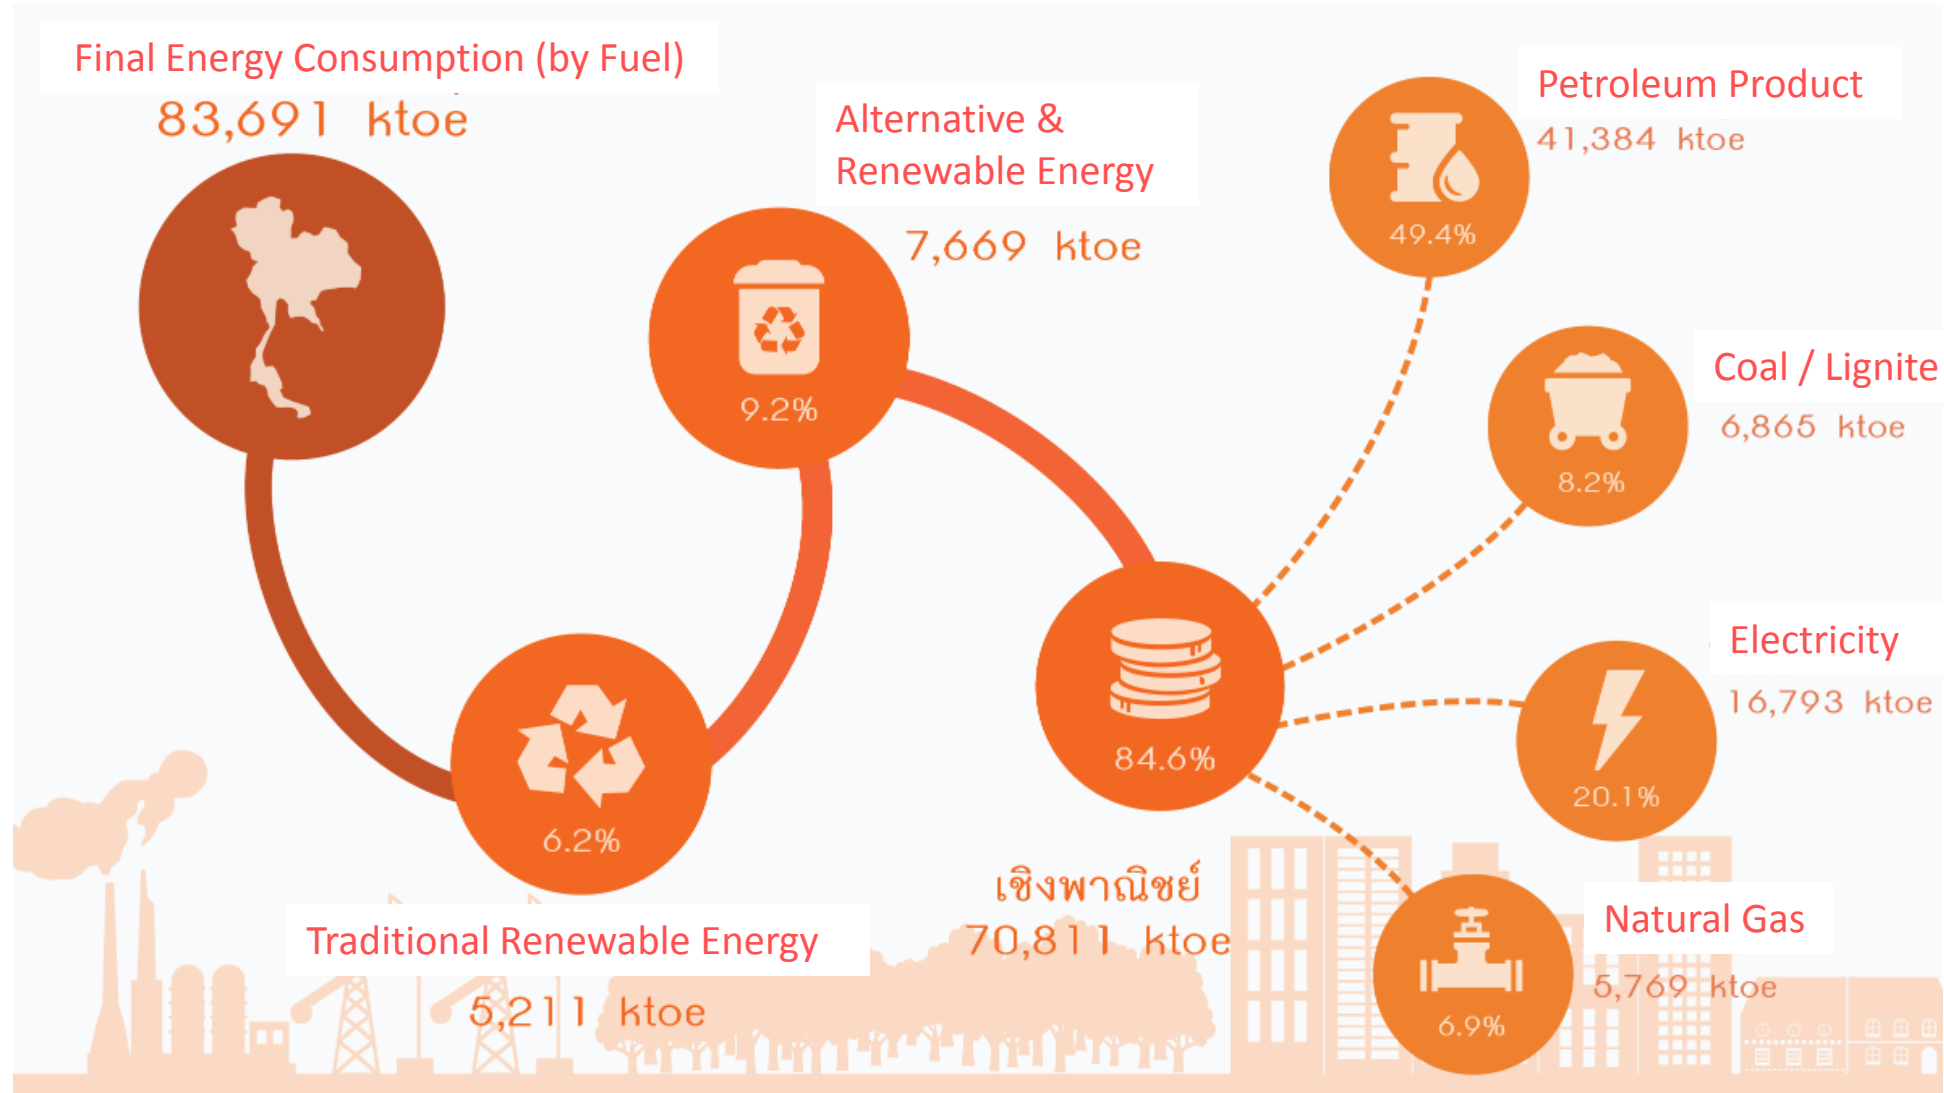 Final Energy Consumption (by Fuel)
83,691 ktoe
Alternative &
Renewable Energy
7,669 ktoe
9.2%
6.2%
Traditional Renewable Energy
5,211 ktoe
84.6%
เชิงพาณิชย์
70,811 ktoe
Petroleum Product
41,384 ktoe
49.4%
Coal / Lignite
6,865 ktoe
8.2%
Electricity
16,793 ktoe
20.1%
Natural Gas
5,769 ktoe
6.9%